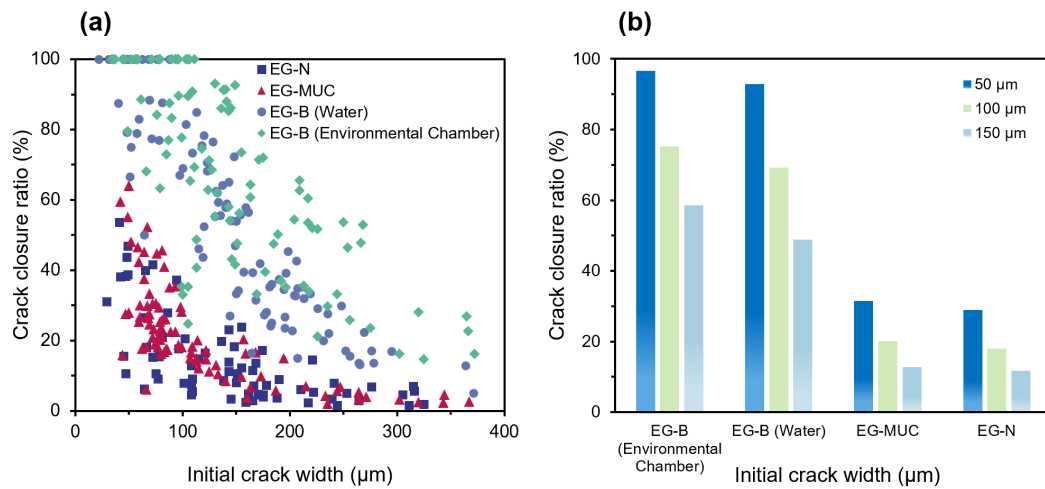 (a)
Crack closure ratio (%)
100
80
60
40
20
0
0
100
200
300
400
Initial crack width (µm)
EG-N
EG-MUC
EG-B (Water)
EG-B (Environmental Chamber)
(b)
Crack closure ratio (%)
100
80
60
40
20
0
50 µm
100 µm
150 µm
EG-B
(Environmental
Chamber)
EG-B (Water)
EG-MUC
EG-N
Initial crack width (µm)